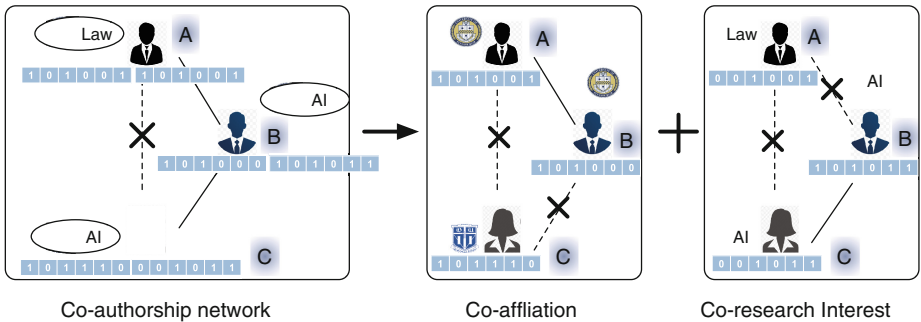 Law
A
1 0 1 0 0 1 1 0 1 0 0 1
AI
B
1 0 1 0 0 0 1 0 1 0 1 1
AI
C
1 0 1 1 1 0 0 0 1 0 1 1
Co-authorship network
A
1 0 1 0 0 1
B
1 0 1 0 0 0
C
1 0 1 1 1 0
Co-affliation
Law
A
0 0 1 0 0 1
AI
B
1 0 1 0 1 1
AI
C
0 0 1 0 1 1
Co-research Interest